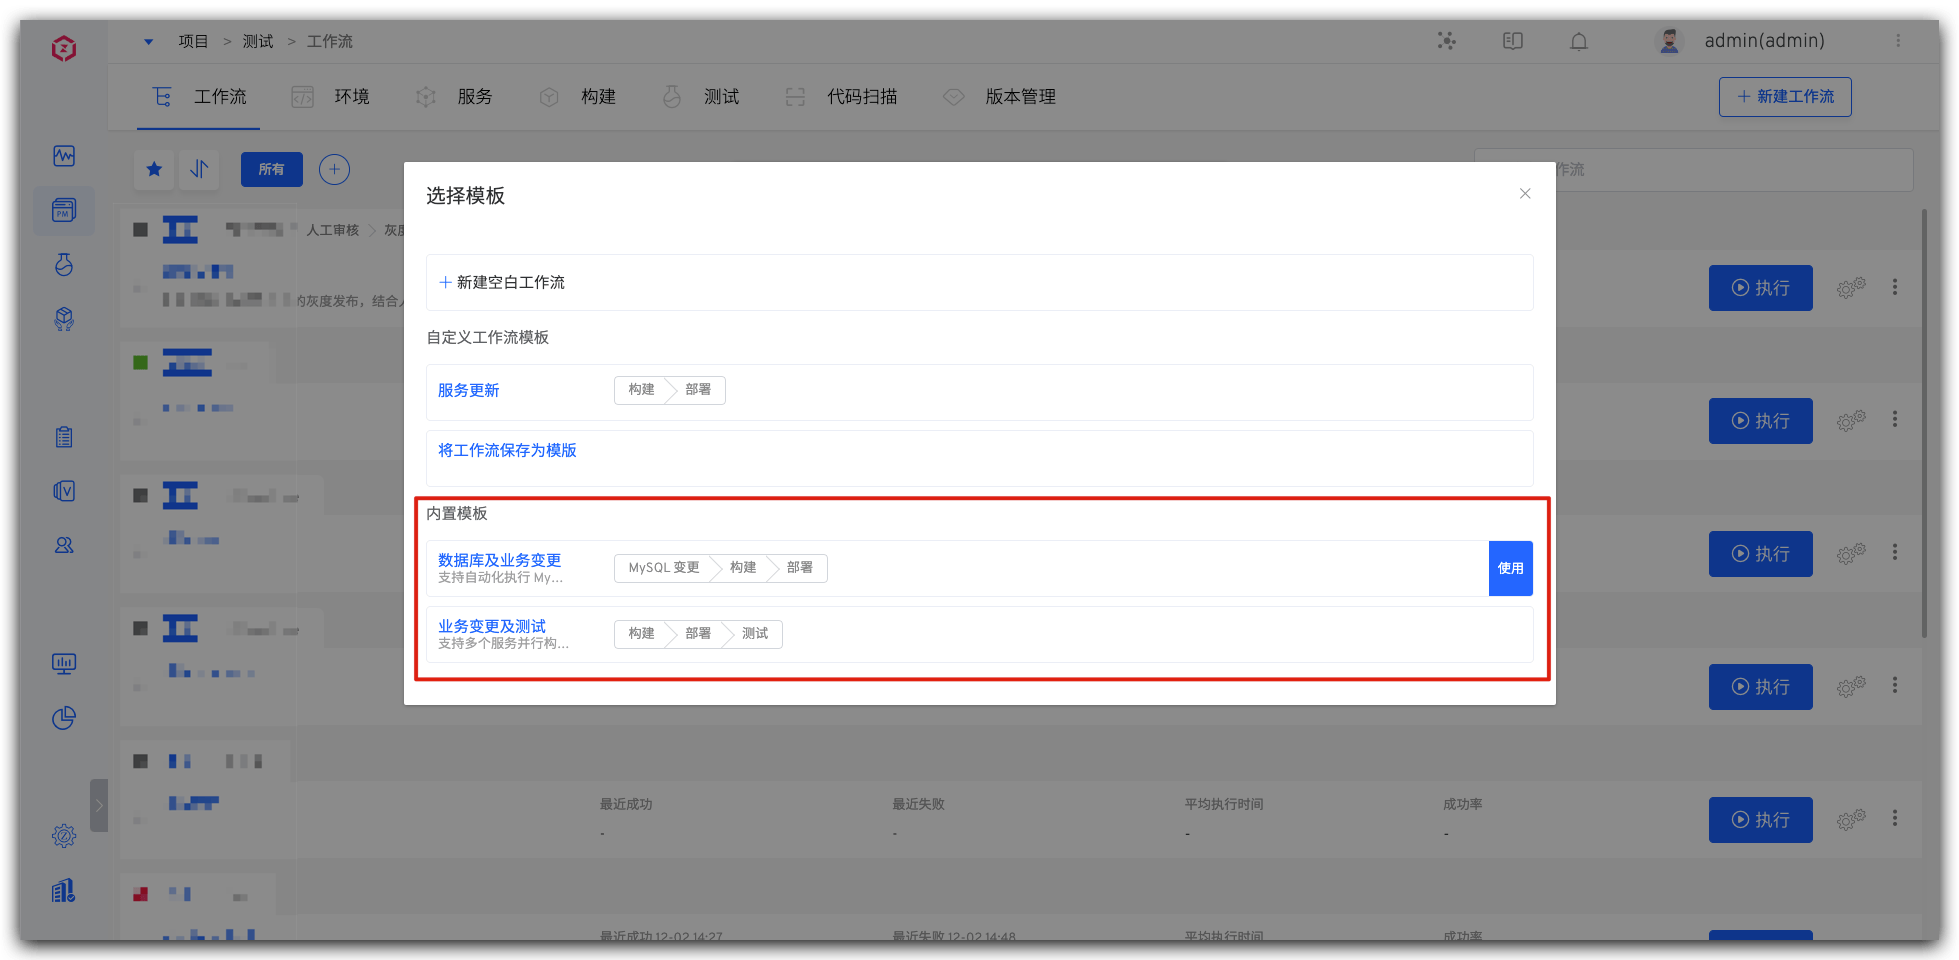 项目 > 测试 > 工作流
admin(admin)
工作流 环境 服务 构建 测试 代码扫描 版本管理
+ 新建工作流
所有
作流
选择模板
人工审核 灰度
+ 新建空白工作流
执行
的灰度发布，结合人
自定义工作流模板
服务更新 构建 部署
执行
将工作流保存为模版
内置模板
数据库及业务变更
支持自动化执行 My...
MySQL 变更 构建 部署
使用
执行
业务变更及测试
支持多个服务并行构...
构建 部署 测试
执行
最近成功 最近失败 平均执行时间 成功率
- - - -
执行
最近成功 12-02 14:27 最近失败 12-02 14:48 平均执行时间 成功率